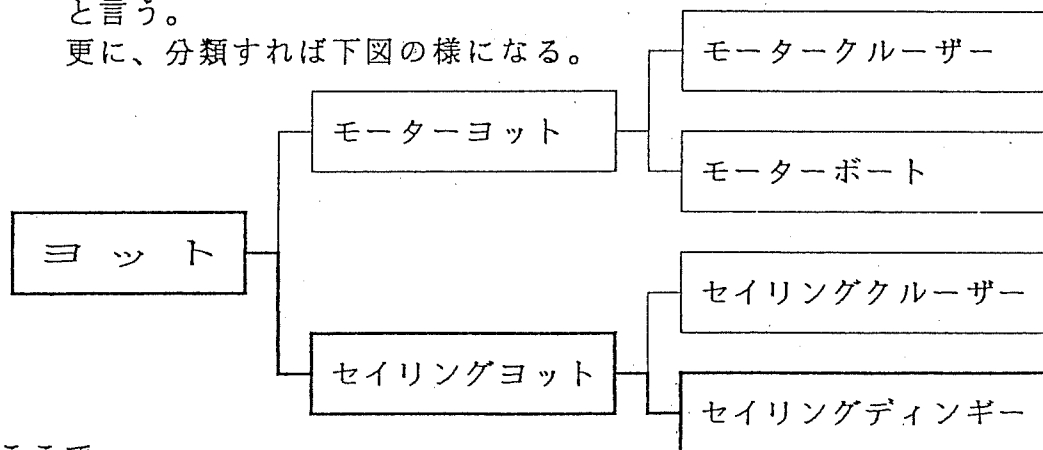 と言う。
更に、分類すれば下図の様になる。
モータークルーザー
モーターヨット
モーターボート
ヨット
セイリングクルーザー
セイリングヨット
セイリングディンギー